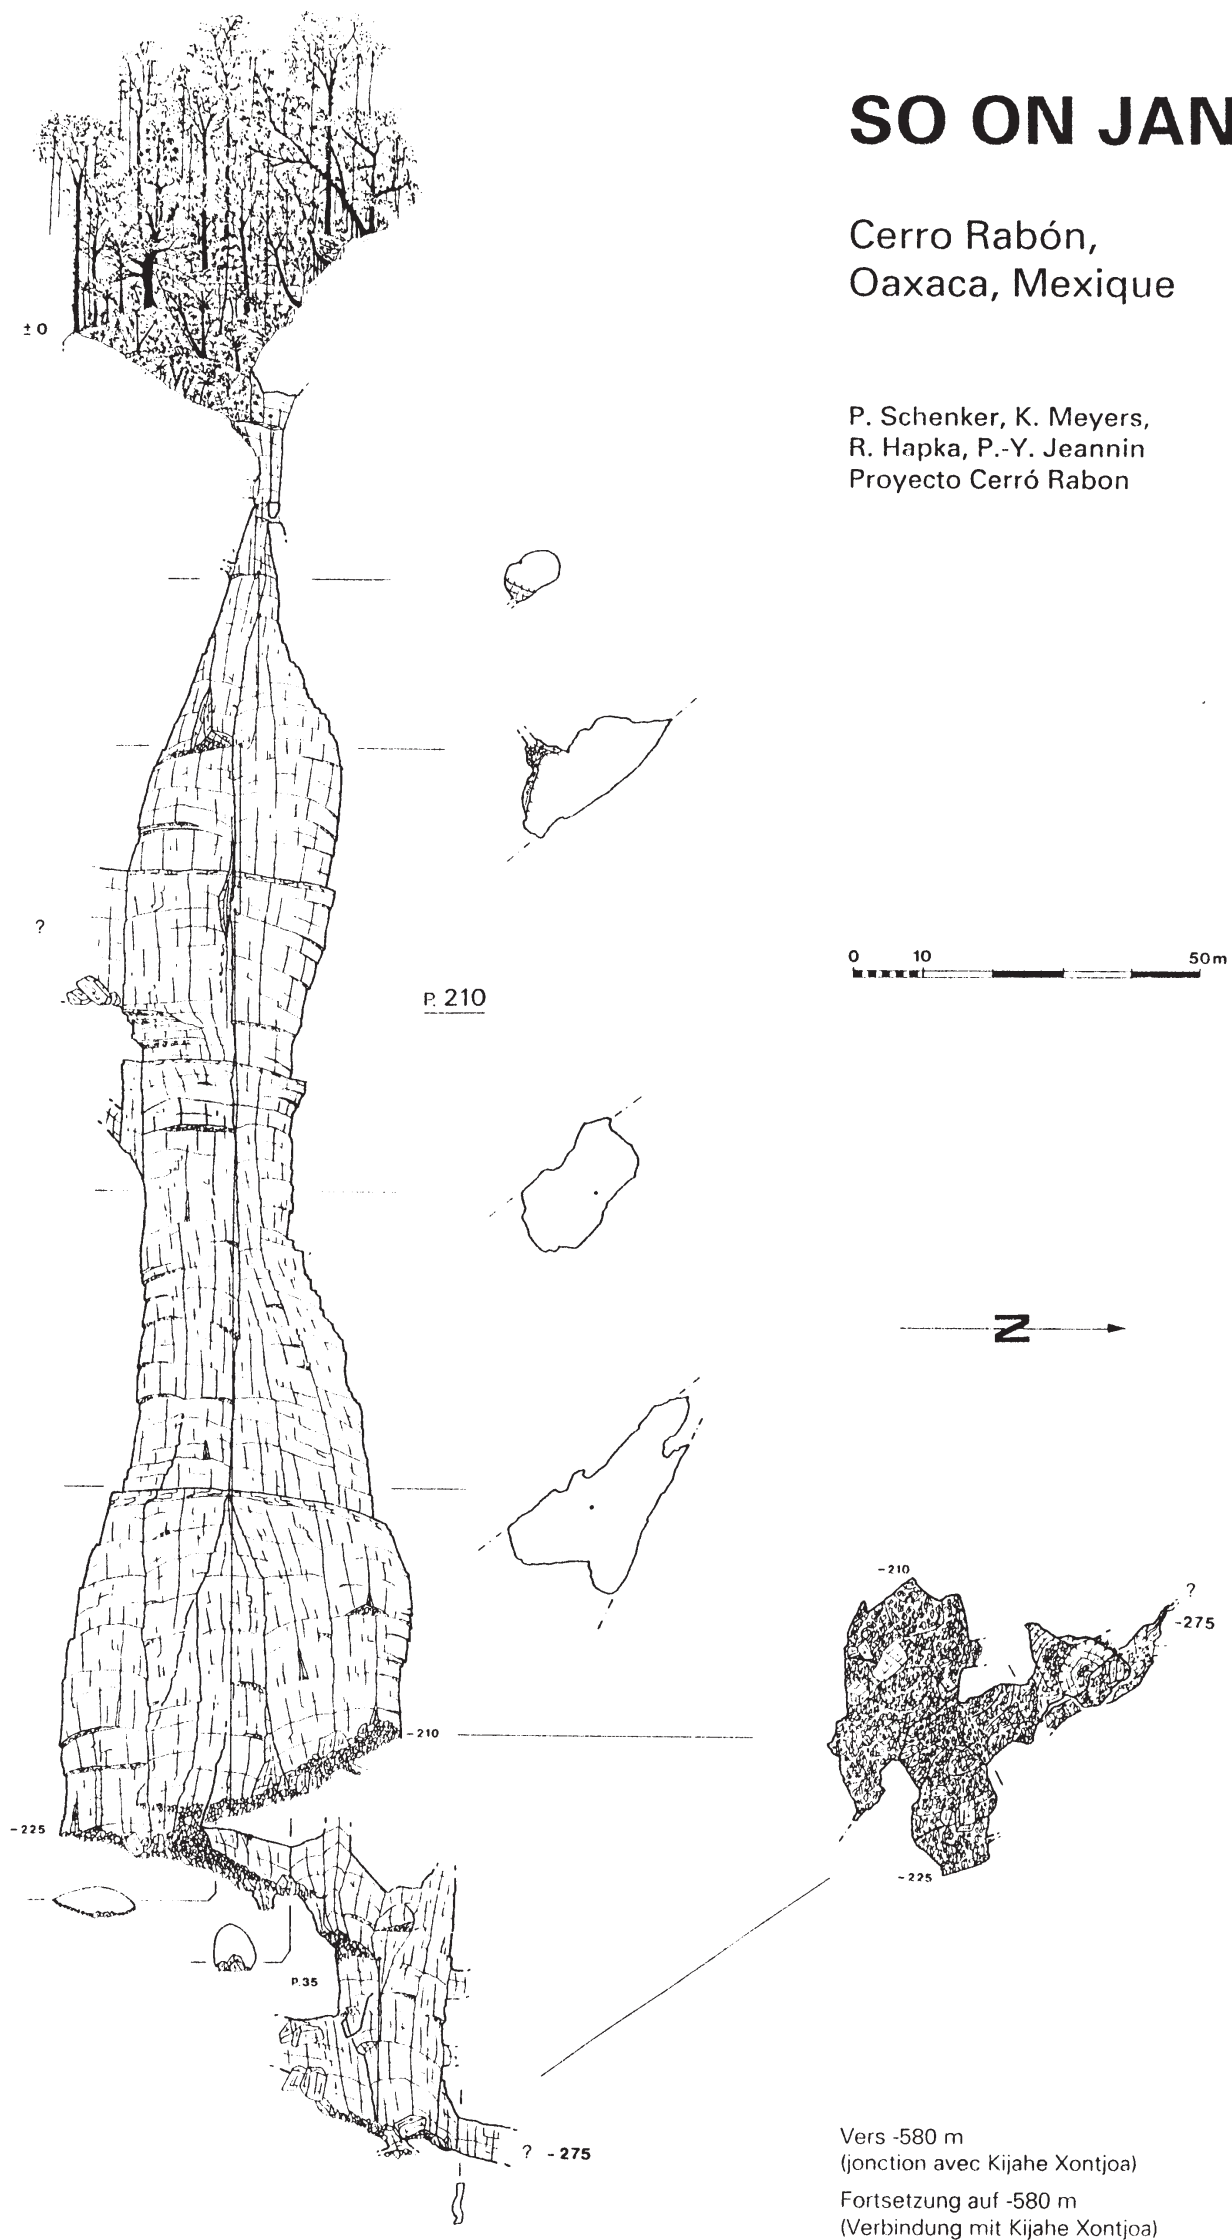 SO ON JAN
Cerro Rabón,
Oaxaca, Mexique
± 0
P. Schenker, K. Meyers,
R. Hapka, P.-Y. Jeannin
Proyecto Cerró Rabon
?
0 10 50m
P. 210
N
-210
?
-275
-210
-225
-225
P.35
? -275
Vers -580 m
(jonction avec Kijahe Xontjoa)
Fortsetzung auf -580 m
(Verbindung mit Kijahe Xontjoa)